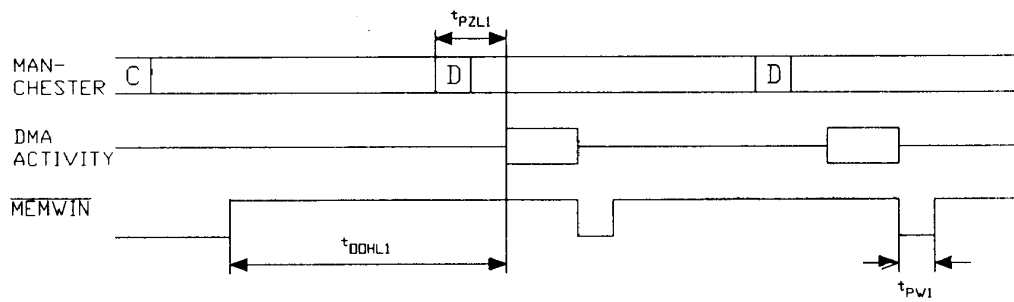 tPZL1
MAN-
CHESTER
C
D
D
DMA
ACTIVITY
MEMWIN
tDDHL1
tPW1